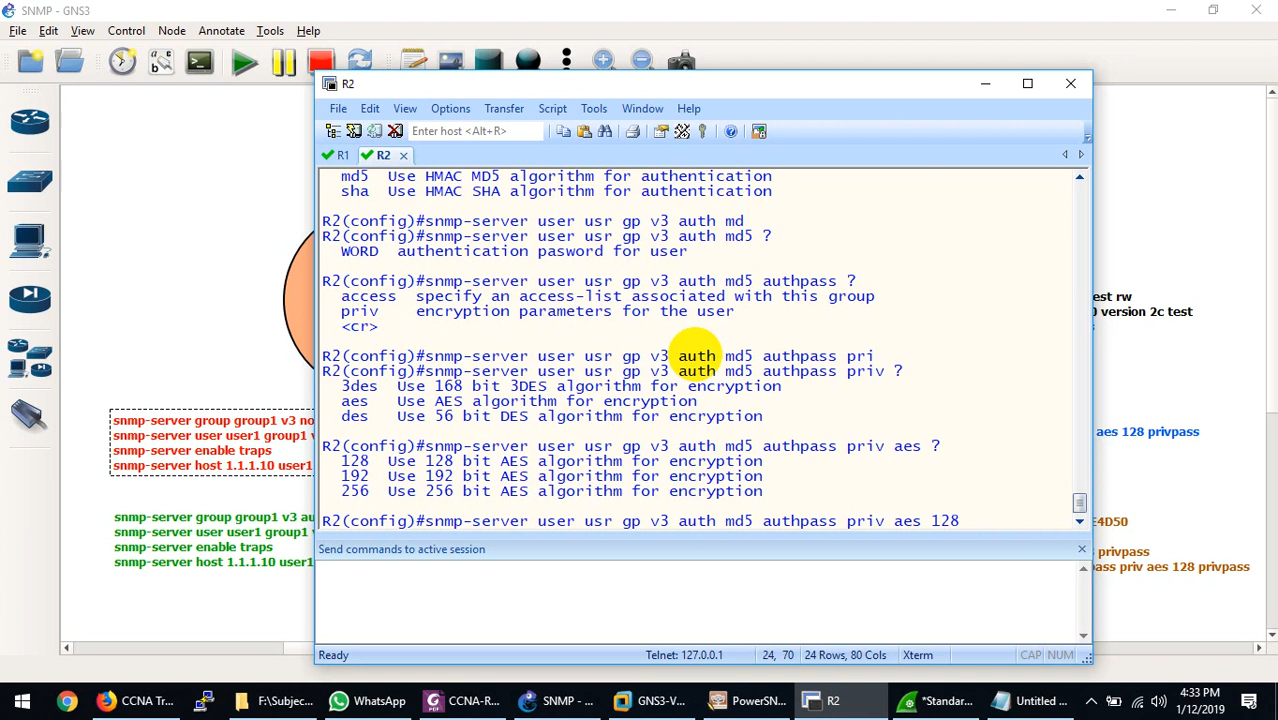 SNMP - GNS3
File Edit View Control Node Annotate Tools Help
R2
File Edit View Options Transfer Script Tools Window Help
Enter host <Alt+R>
R1 R2
md5 Use HMAC MD5 algorithm for authentication
sha Use HMAC SHA algorithm for authentication
R2(config)#snmp-server user usr gp v3 auth md
R2(config)#snmp-server user usr gp v3 auth md5 ?
WORD authentication pasword for user
R2(config)#snmp-server user usr gp v3 auth md5 authpass ?
access specify an access-list associated with this group
priv encryption parameters for the user
<cr>
R2(config)#snmp-server user usr gp v3 auth md5 authpass pri
R2(config)#snmp-server user usr gp v3 auth md5 authpass priv ?
3des Use 168 bit 3DES algorithm for encryption
aes Use AES algorithm for encryption
des Use 56 bit DES algorithm for encryption
R2(config)#snmp-server user usr gp v3 auth md5 authpass priv aes ?
128 Use 128 bit AES algorithm for encryption
192 Use 192 bit AES algorithm for encryption
256 Use 256 bit AES algorithm for encryption
R2(config)#snmp-server user usr gp v3 auth md5 authpass priv aes 128
Send commands to active session
Ready Telnet: 127.0.0.1 24, 70 24 Rows, 80 Cols Xterm CAP NUM
snmp-server group group1 v3 no
snmp-server user user1 group1 v
snmp-server enable traps
snmp-server host 1.1.1.10 user1
snmp-server group group1 v3 au
snmp-server user user1 group1 v
snmp-server enable traps
snmp-server host 1.1.1.10 user1
est rw
0 version 2c test
aes 128 privpass
E4D50
privpass
ass priv aes 128 privpass
CCNA Tr... F:\Subjec... WhatsApp CCNA-R... SNMP - ... GNS3-V... PowerSN... R2 *Standar... Untitled ...
4:33 PM
1/12/2019